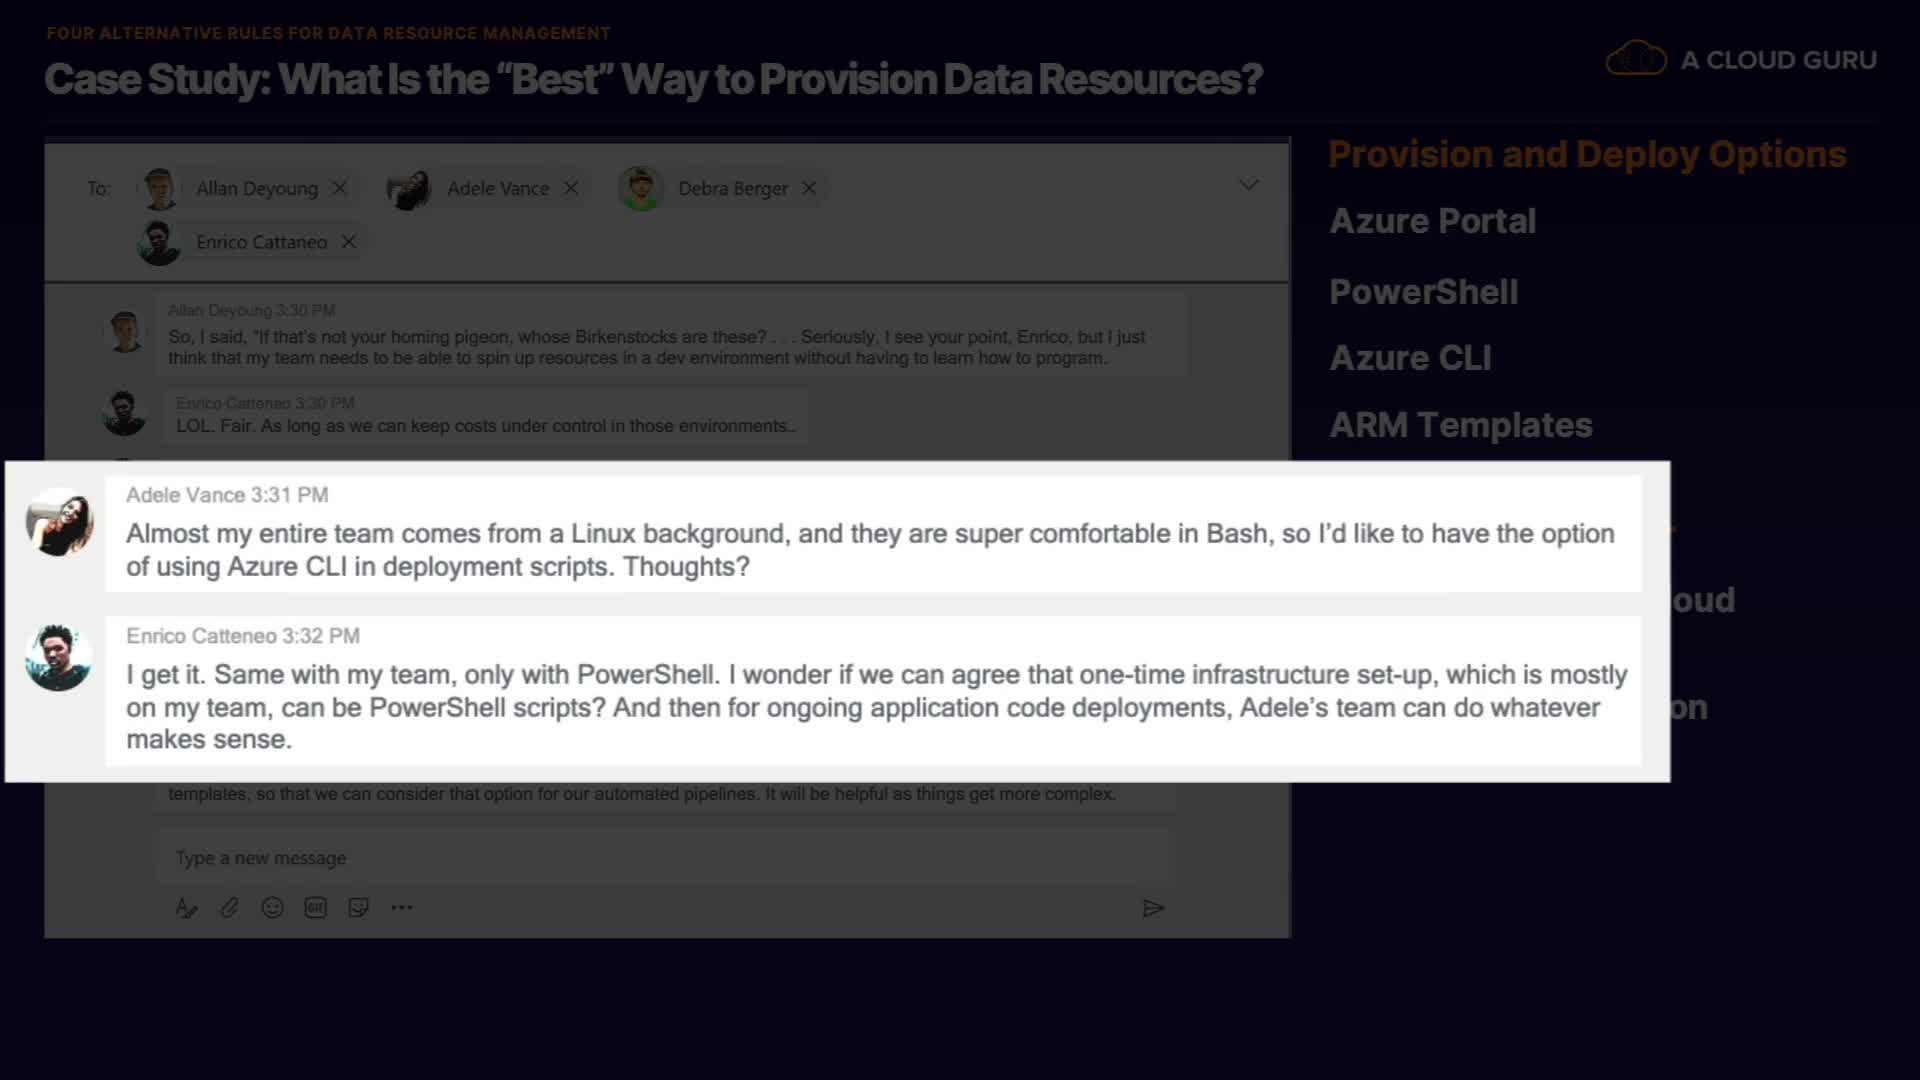 FOUR ALTERNATIVE RULES FOR DATA RESOURCE MANAGEMENT
Case Study: What Is the “Best” Way to Provision Data Resources?
A CLOUD GURU
To:
Allan Deyoung
Adele Vance
Debra Berger
Enrico Cattaneo
Allan Deyoung 3:30 PM
So, I said, "If that's not your homing pigeon, whose Birkenstocks are these? . . . Seriously, I see your point, Enrico, but I just
think that my team needs to be able to spin up resources in a dev environment without having to learn how to program.
Enrico Catteneo 3:30 PM
LOL. Fair. As long as we can keep costs under control in those environments..
Adele Vance 3:31 PM
Almost my entire team comes from a Linux background, and they are super comfortable in Bash, so I’d like to have the option
of using Azure CLI in deployment scripts. Thoughts?
Enrico Catteneo 3:32 PM
I get it. Same with my team, only with PowerShell. I wonder if we can agree that one-time infrastructure set-up, which is mostly
on my team, can be PowerShell scripts? And then for ongoing application code deployments, Adele’s team can do whatever
makes sense.
templates, so that we can consider that option for our automated pipelines. It will be helpful as things get more complex.
Type a new message
GIF
Provision and Deploy Options
Azure Portal
PowerShell
Azure CLI
ARM Templates
oud
on